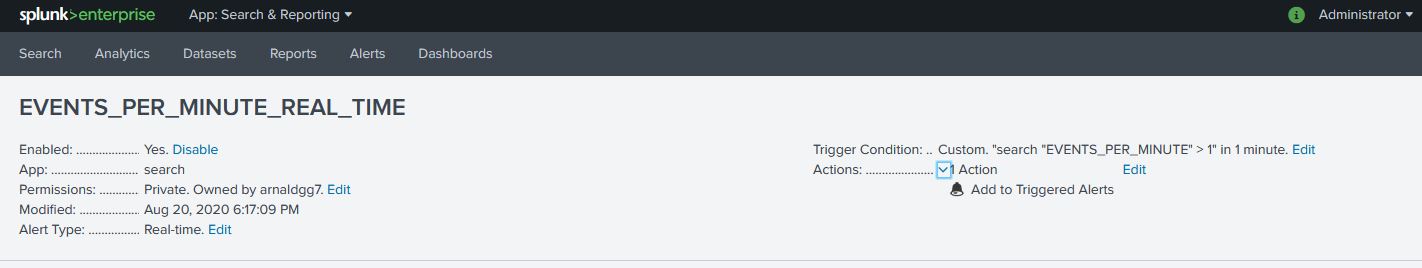 splunk>enterprise App: Search & Reporting ▾ i Administrator ▾
Search Analytics Datasets Reports Alerts Dashboards
EVENTS_PER_MINUTE_REAL_TIME
Enabled: ................... Yes. Disable
App: ........................... search
Permissions: ............ Private. Owned by arnaldgg7. Edit
Modified: .................. Aug 20, 2020 6:17:09 PM
Alert Type: ................ Real-time. Edit
Trigger Condition: .. Custom. "search "EVENTS_PER_MINUTE" > 1" in 1 minute. Edit
Actions: ..................... 1 Action Edit
Add to Triggered Alerts